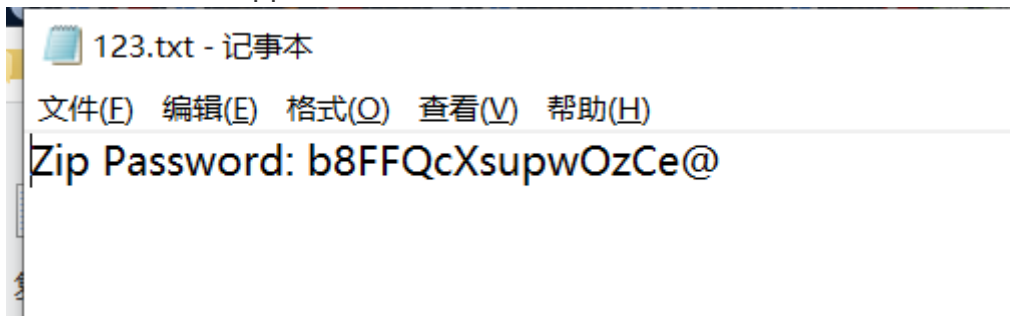 123.txt - 记事本
文件(F) 编辑(E) 格式(O) 查看(V) 帮助(H)
Zip Password: b8FFQcXsupwOzCe@